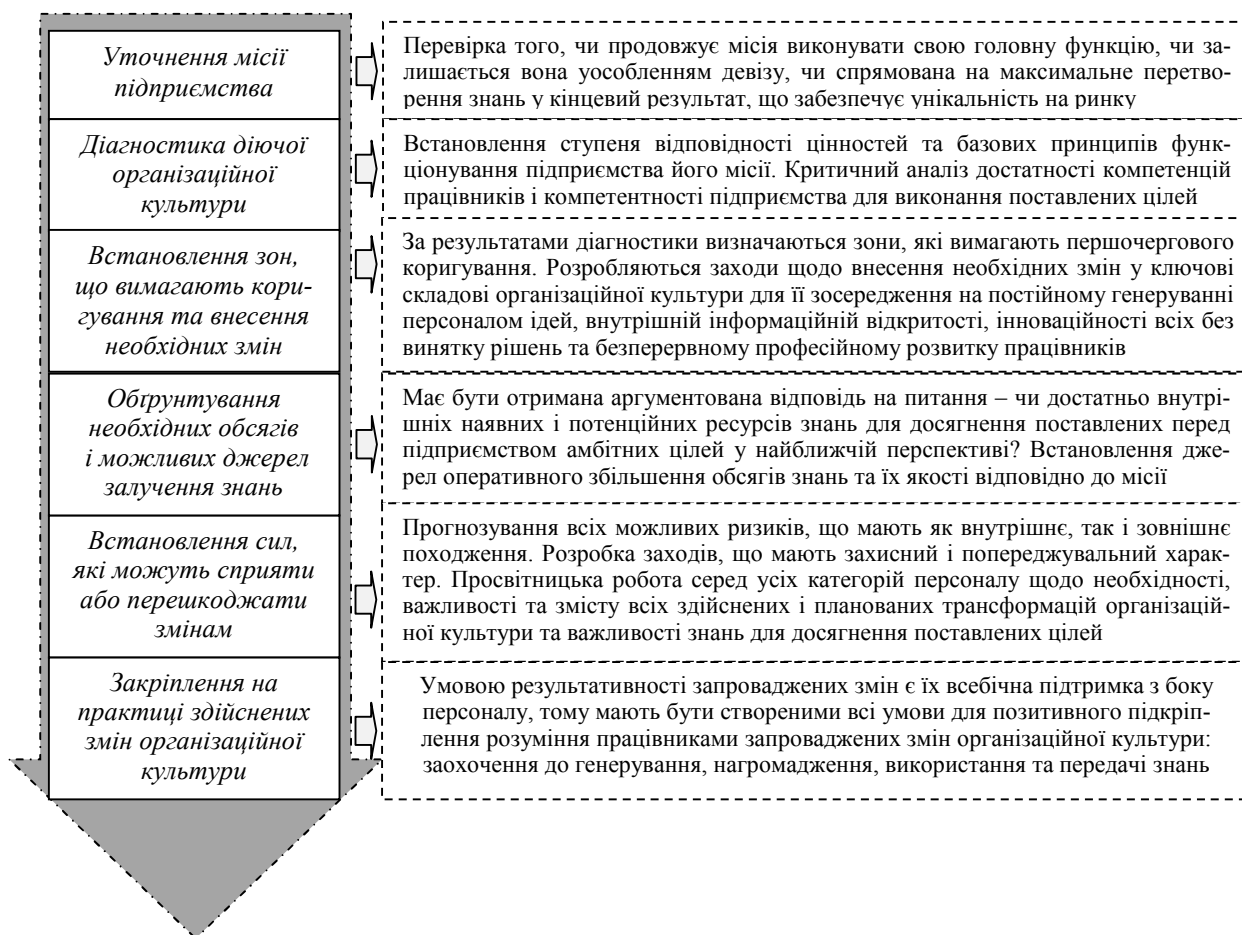 Уточнення місії
підприємства
Перевірка того, чи продовжує місія виконувати свою головну функцію, чи за-
лишається вона уособленням девізу, чи спрямована на максимальне перетво-
рення знань у кінцевий результат, що забезпечує унікальність на ринку
Діагностика діючої
організаційної
культури
Встановлення ступеня відповідності цінностей та базових принципів функ-
ціонування підприємства його місії. Критичний аналіз достатності компетенцій
працівників і компетентності підприємства для виконання поставлених цілей
Встановлення зон,
що вимагають кори-
гування та внесення
необхідних змін
За результатами діагностики визначаються зони, які вимагають першочергового
коригування. Розробляються заходи щодо внесення необхідних змін у ключові
складові організаційної культури для її зосередження на постійному генеруванні
персоналом ідей, внутрішній інформаційній відкритості, інноваційності всіх без
винятку рішень та безперервному професійному розвитку працівників
Обґрунтування
необхідних обсягів
і можливих джерел
залучення знань
Має бути отримана аргументована відповідь на питання – чи достатньо внутрі-
шніх наявних і потенційних ресурсів знань для досягнення поставлених перед
підприємством амбітних цілей у найближчій перспективі? Встановлення дже-
рел оперативного збільшення обсягів знань та їх якості відповідно до місії
Встановлення сил,
які можуть сприяти
або перешкоджати
змінам
Прогнозування всіх можливих ризиків, що мають як внутрішнє, так і зовнішнє
походження. Розробка заходів, що мають захисний і попереджувальний харак-
тер. Просвітницька робота серед усіх категорій персоналу щодо необхідності,
важливості та змісту всіх здійснених і планованих трансформацій організацій-
ної культури та важливості знань для досягнення поставлених цілей
Закріплення на
практиці здійснених
змін організаційної
культури
Умовою результативності запроваджених змін є їх всебічна підтримка з боку
персоналу, тому мають бути створеними всі умови для позитивного підкріп-
лення розуміння працівниками запроваджених змін організаційної культури:
заохочення до генерування, нагромадження, використання та передачі знань